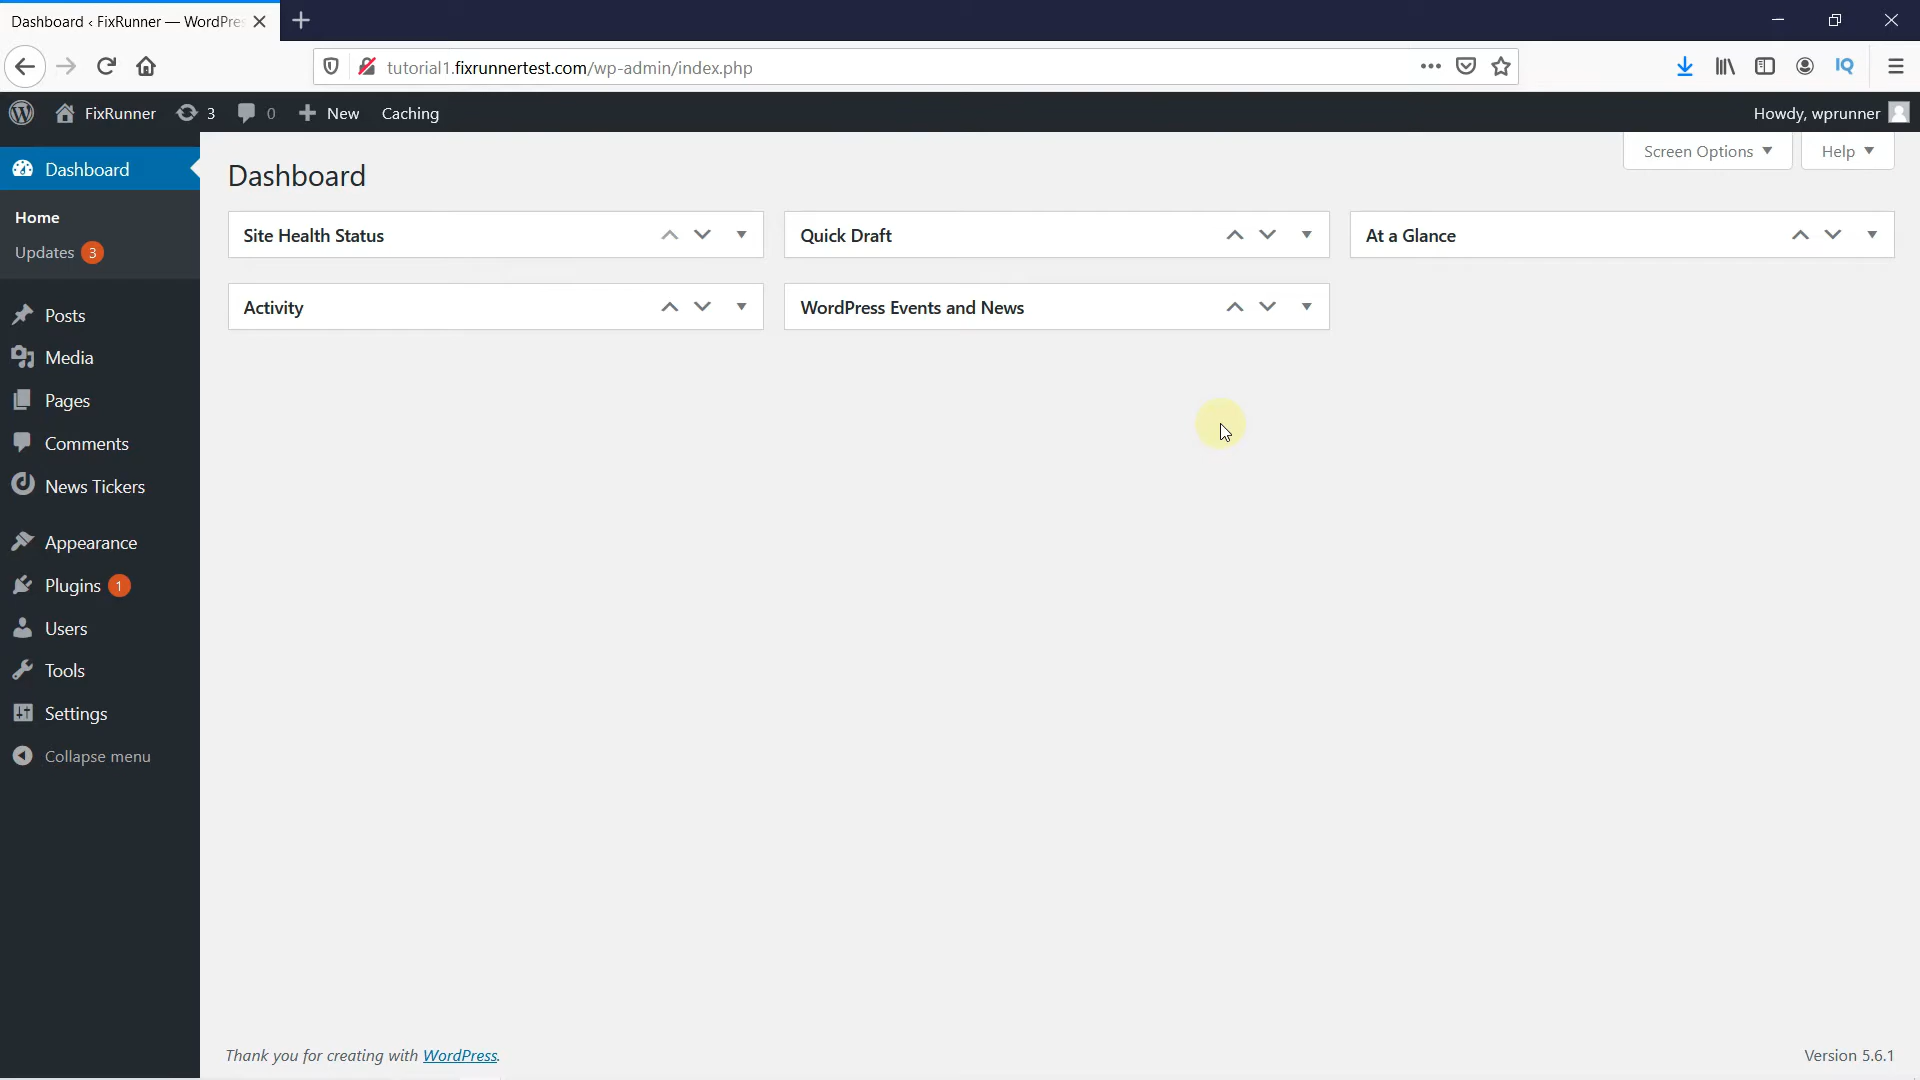 Dashboard ‹ FixRunner — WordPres
tutorial1.fixrunnertest.com/wp-admin/index.php
IQ
FixRunner 3 0 New Caching
Howdy, wprunner
Dashboard
Home
Updates 3
Posts
Media
Pages
Comments
News Tickers
Appearance
Plugins 1
Users
Tools
Settings
Collapse menu
Screen Options
Help
Dashboard
Site Health Status
Quick Draft
At a Glance
Activity
WordPress Events and News
Thank you for creating with WordPress.
Version 5.6.1